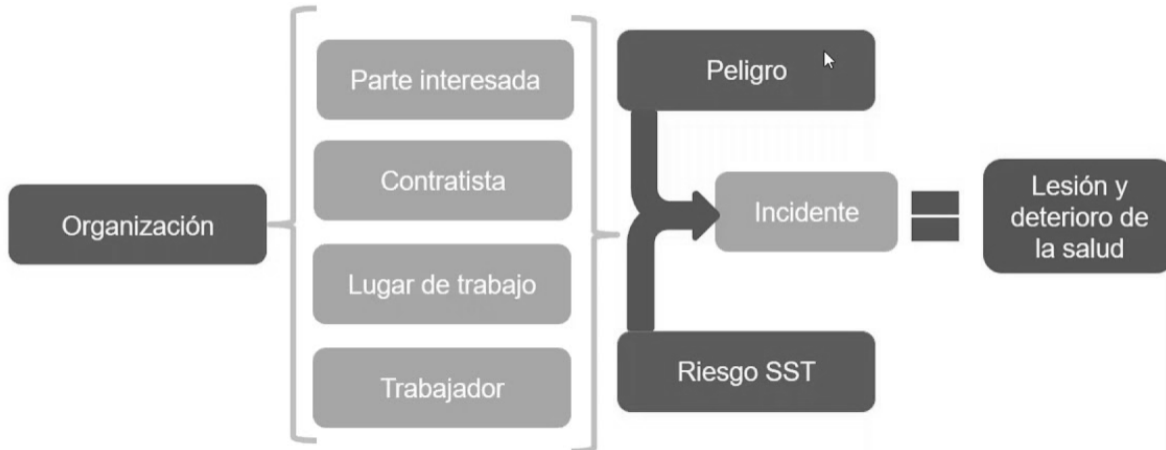 Organización
Parte interesada
Contratista
Lugar de trabajo
Trabajador
Peligro
Incidente
Riesgo SST
Lesión y
deterioro de
la salud